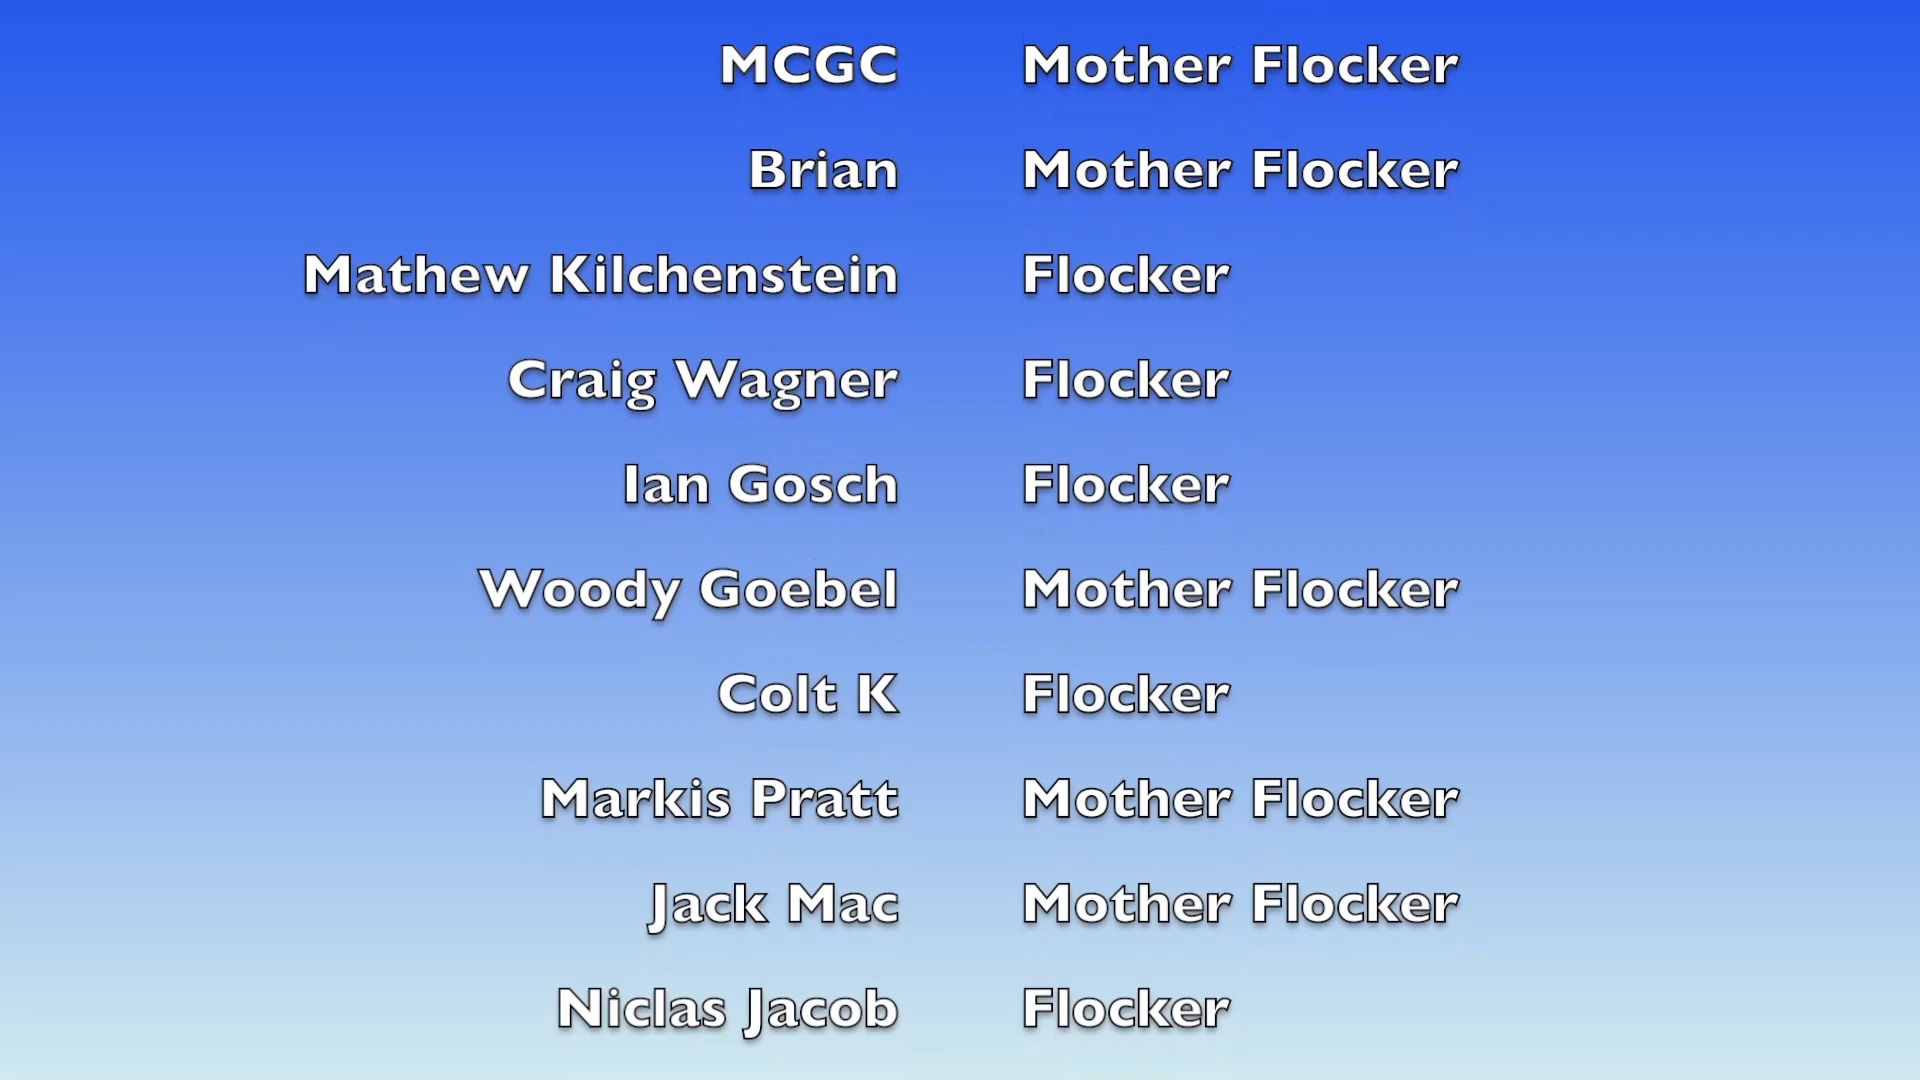 MCGC Mother Flocker
Brian Mother Flocker
Mathew Kilchenstein Flocker
Craig Wagner Flocker
Ian Gosch Flocker
Woody Goebel Mother Flocker
Colt K Flocker
Markis Pratt Mother Flocker
Jack Mac Mother Flocker
Niclas Jacob Flocker